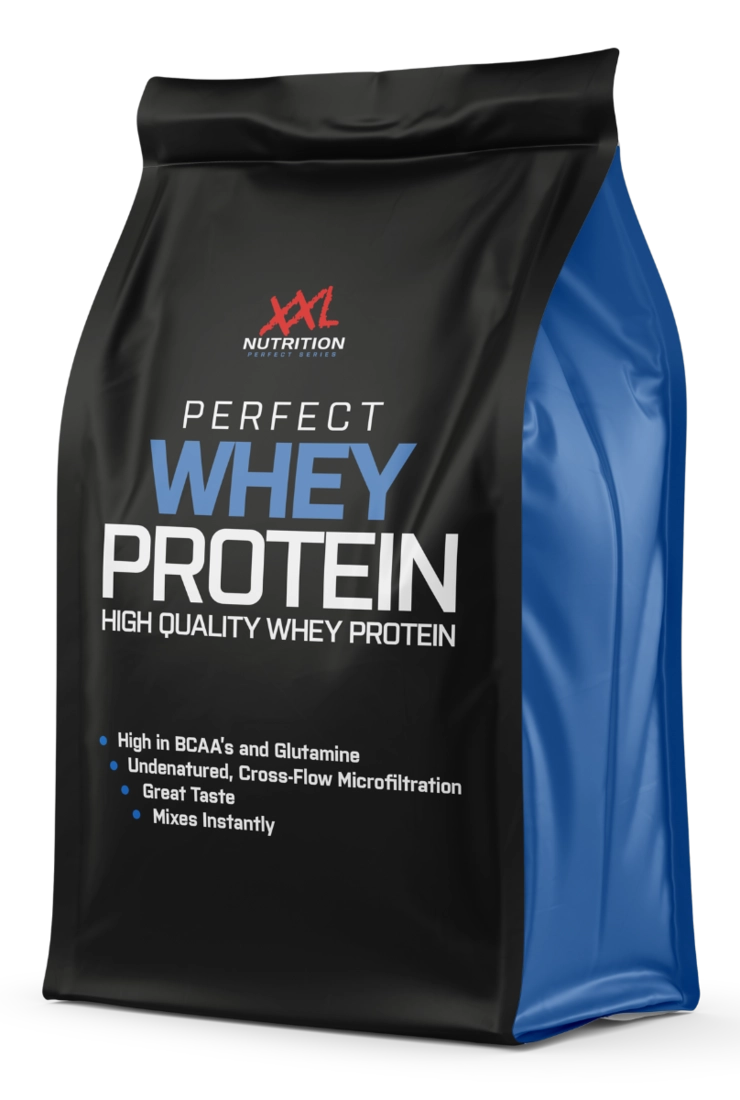 XXL
NUTRITION
PERFECT SERIES
PERFECT
WHEY
PROTEIN
HIGH QUALITY WHEY PROTEIN
High in BCAA's and Glutamine
Undenatured, Cross-Flow Microfiltration
Great Taste
Mixes Instantly